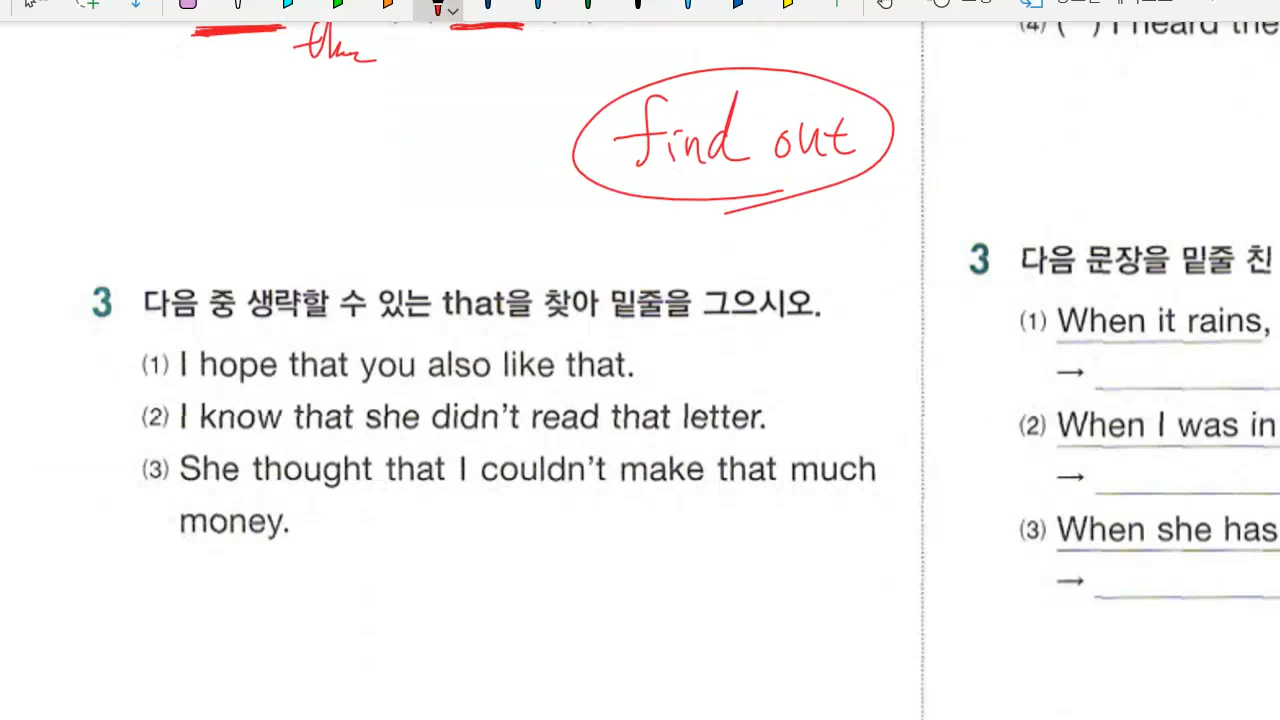 (4) ( ) I heard the
find out
3 다음 중 생략할 수 있는 that을 찾아 밑줄을 그으시오.
(1) I hope that you also like that.
(2) I know that she didn't read that letter.
(3) She thought that I couldn't make that much
money.
3 다음 문장을 밑줄 친
(1) When it rains,
→
(2) When I was in
→
(3) When she has
→